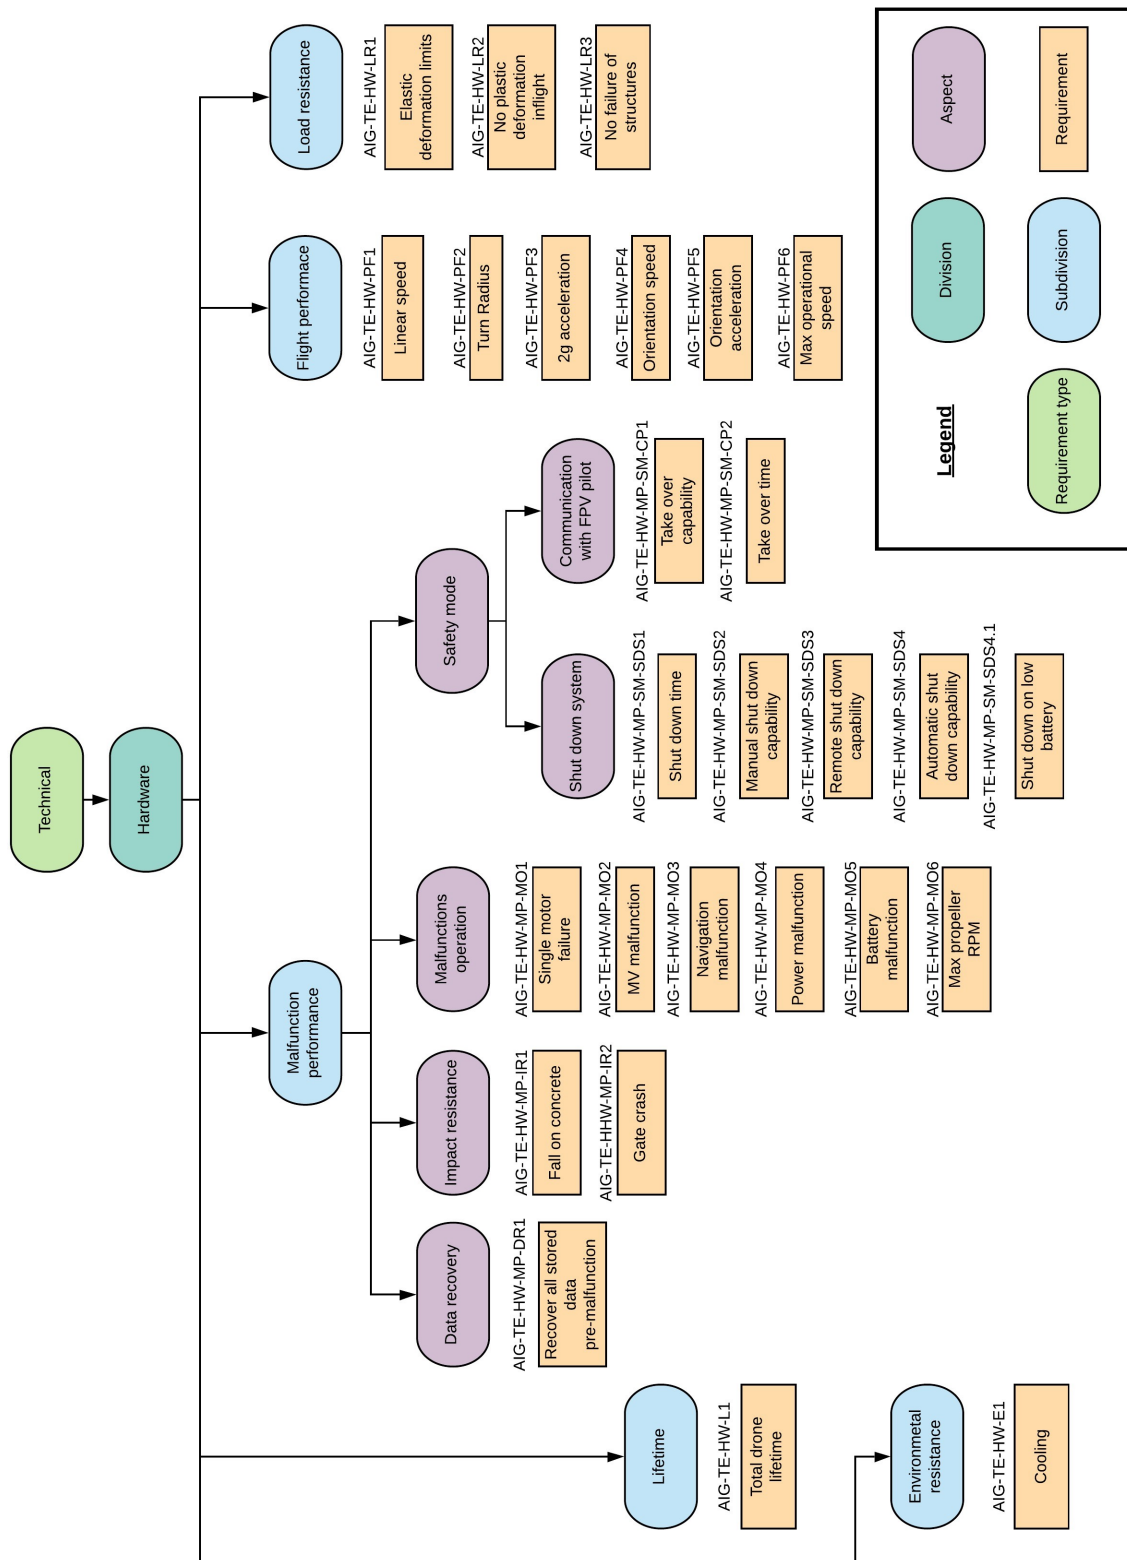 Technical
Hardware
Lifetime
AIG-TE-HW-L1
Total drone
lifetime
Environmetal
resistance
AIG-TE-HW-E1
Cooling
Malfunction
performance
Data recovery
AIG-TE-HW-MP-DR1
Recover all stored
data
pre-malfunction
Impact resistance
AIG-TE-HW-MP-IR1
Fall on concrete
AIG-TE-HHW-MP-IR2
Gate crash
Malfunctions
operation
AIG-TE-HW-MP-MO1
Single motor
failure
AIG-TE-HW-MP-MO2
MV malfunction
AIG-TE-HW-MP-MO3
Navigation
malfunction
AIG-TE-HW-MP-MO4
Power malfunction
AIG-TE-HW-MP-MO5
Battery
malfunction
AIG-TE-HW-MP-MO6
Max propeller
RPM
Safety mode
Shut down system
AIG-TE-HW-MP-SM-SDS1
Shut down time
AIG-TE-HW-MP-SM-SDS2
Manual shut down
capability
AIG-TE-HW-MP-SM-SDS3
Remote shut down
capability
AIG-TE-HW-MP-SM-SDS4
Automatic shut
down capability
AIG-TE-HW-MP-SM-SDS4.1
Shut down on low
battery
Communication
with FPV pilot
AIG-TE-HW-MP-SM-CP1
Take over
capability
AIG-TE-HW-MP-SM-CP2
Take over time
Flight performace
AIG-TE-HW-PF1
Linear speed
AIG-TE-HW-PF2
Turn Radius
AIG-TE-HW-PF3
2g acceleration
AIG-TE-HW-PF4
Orientation speed
AIG-TE-HW-PF5
Orientation
acceleration
AIG-TE-HW-PF6
Max operational
speed
Load resistance
AIG-TE-HW-LR1
Elastic
deformation limits
AIG-TE-HW-LR2
No plastic
deformation
inflight
AIG-TE-HW-LR3
No failure of
structures
Legend
Division
Aspect
Requirement type
Subdivision
Requirement